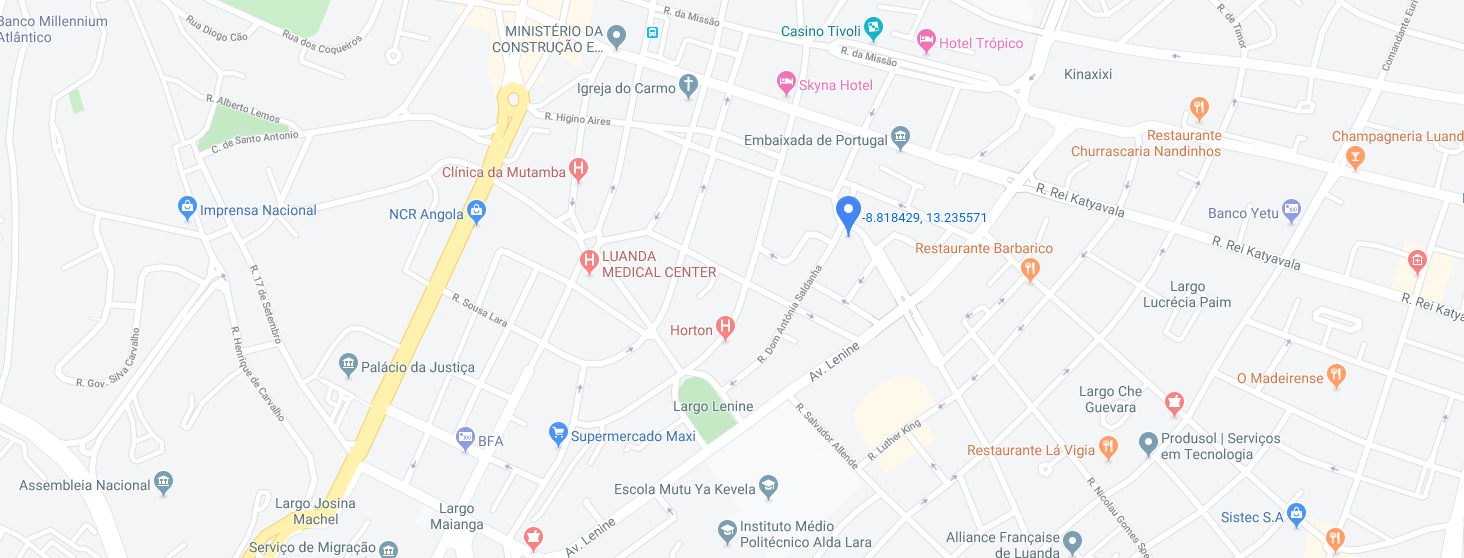 Banco Millennium
Atlântico
Rua Diogo Cão
Rua dos Coqueiros
MINISTÉRIO DA
CONSTRUÇÃO E...
R. da Missão
Casino Tivoli
Hotel Trópico
R. da Missão
R. de Timor
Comandante Euri
Kinaxixi
Igreja do Carmo
Skyna Hotel
R. Alberto Lemos
C. de Santo Antonio
R. Higino Aires
Embaixada de Portugal
Restaurante
Churrascaria Nandinhos
Champagneria Luand
Clínica da Mutamba
R. Rei Katyavala
Imprensa Nacional
NCR Angola
-8.818429, 13.235571
Banco Yetu
Restaurante Barbarico
R. Rei Katyavala
LUANDA
MEDICAL CENTER
R. 17 de Setembro
R. Sousa Lara
R. Dom Antónia Saldanha
Largo
Lucrécia Paim
R. Rei Katya
Horton
R. Gov. Silva Carvalho
R. Henrique de Carvalho
Palácio da Justiça
Av. Lenine
O Madeirense
Largo Lenine
Largo Che
Guevara
R. Salvador Allende
R. Luther King
BFA
Supermercado Maxi
Restaurante Lá Vigia
Produsol | Serviços
em Tecnologia
Assembleia Nacional
Escola Mutu Ya Kevela
R. Nicolau Gomes Spe
Largo Josina
Machel
Largo
Maianga
Av. Lenine
Instituto Médio
Politécnico Alda Lara
Sistec S.A
Serviço de Migração
Alliance Française
de Luanda